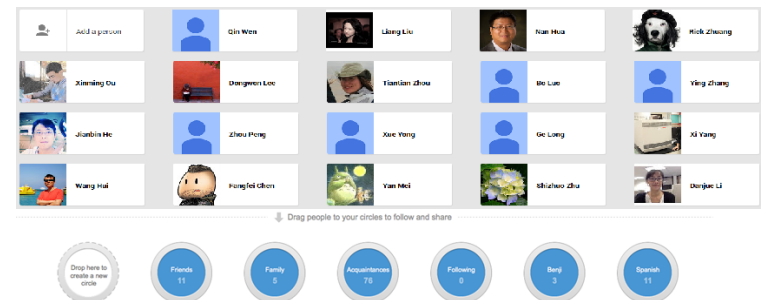 Add a person
Qin Wen
Liang Liu
Nan Hua
Rick Zhuang
Xinming Ou
Dongwen Lee
Tiantian Zhou
Bo Luo
Ying Zhang
Jianbin He
Zhou Peng
Xue Yong
Ge Long
Xi Yang
Wang Hui
Fangfei Chen
Yan Mei
Shizhuo Zhu
Danjue Li
Drag people to your circles to follow and share
Drop here to
create a new
circle
Friends
11
Family
5
Acquaintances
76
Following
0
Benji
3
Spanish
11